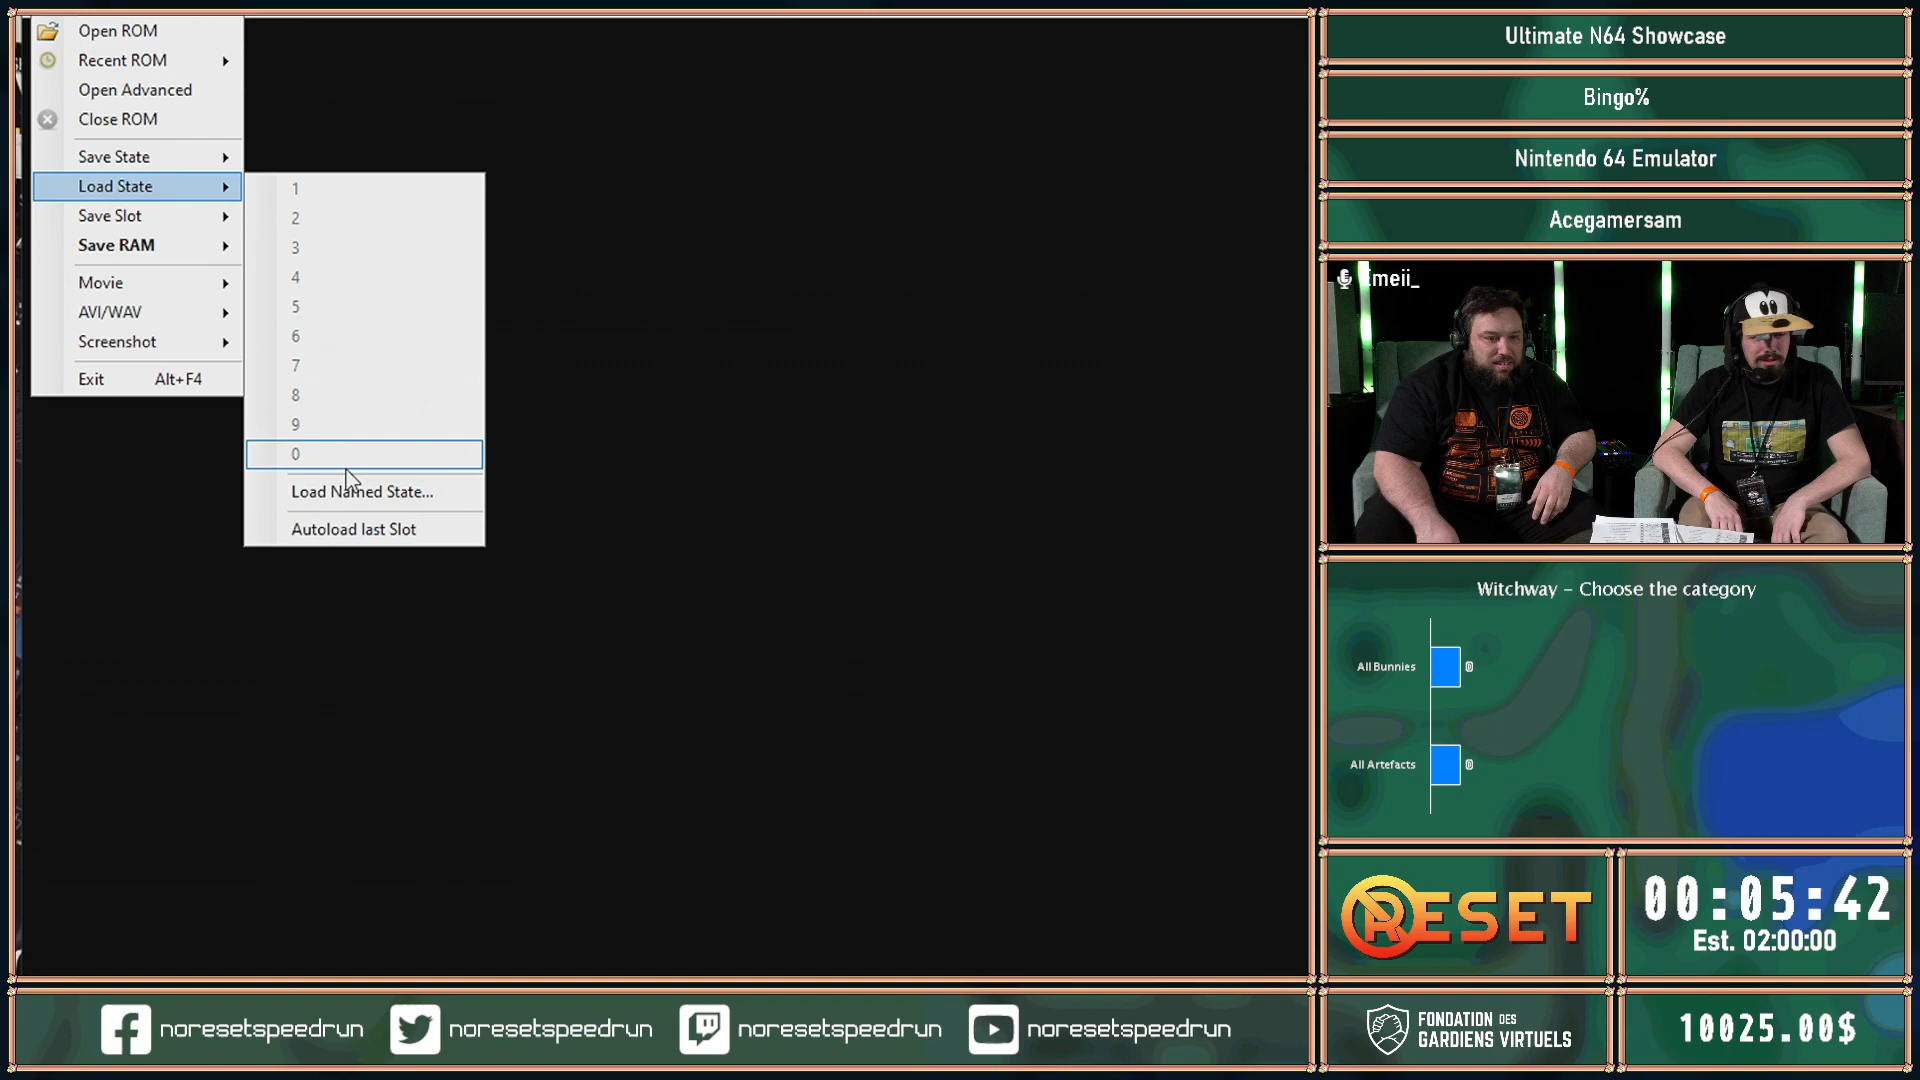 Open ROM
Recent ROM
Open Advanced
Close ROM
Save State
Load State
Save Slot
Save RAM
Movie
AVI/WAV
Screenshot
Exit Alt+F4
1
2
3
4
5
6
7
8
9
0
Load Named State...
Autoload last Slot
Ultimate N64 Showcase
Bingo%
Nintendo 64 Emulator
Acegamersam
Emeii_
Witchway - Choose the category
All Bunnies 0
All Artefacts 0
RESET
00:05:42
Est. 02:00:00
noresetspeedrun
noresetspeedrun
noresetspeedrun
noresetspeedrun
FONDATION DES
GARDIENS VIRTUELS
10025.00$